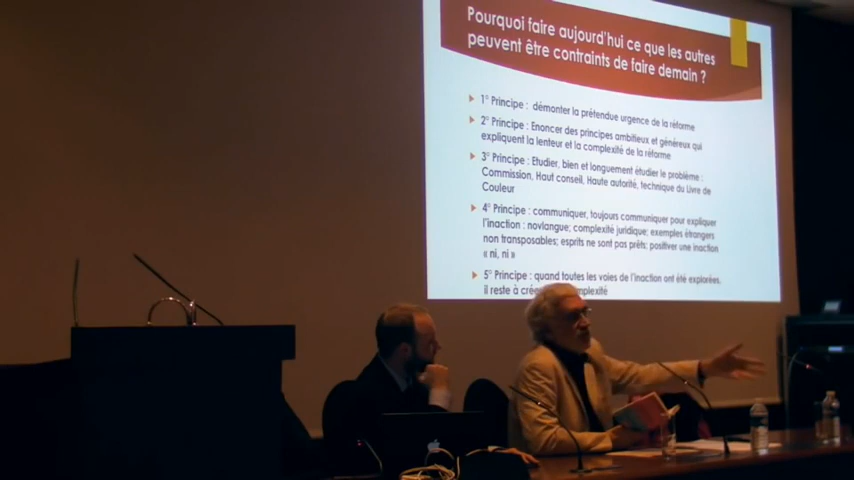 Pourquoi faire aujourd'hui ce que les autres
peuvent être contraints de faire demain ?
1° Principe : démonter la prétendue urgence de la réforme
2° Principe : Enoncer des principes ambitieux et généreux qui
expliquent la lenteur et la complexité de la réforme
3° Principe : Etudier, bien et longuement étudier le problème :
Commission, Haut conseil, Haute autorité, technique du Livre de
Couleur
4° Principe : communiquer, toujours communiquer pour expliquer
l'inaction : novlangue; complexité juridique; exemples étrangers
non transposables; esprits ne sont pas prêts; positiver une inaction
« ni, ni »
5° Principe : quand toutes les voies de l'inaction ont été explorées,
il reste à